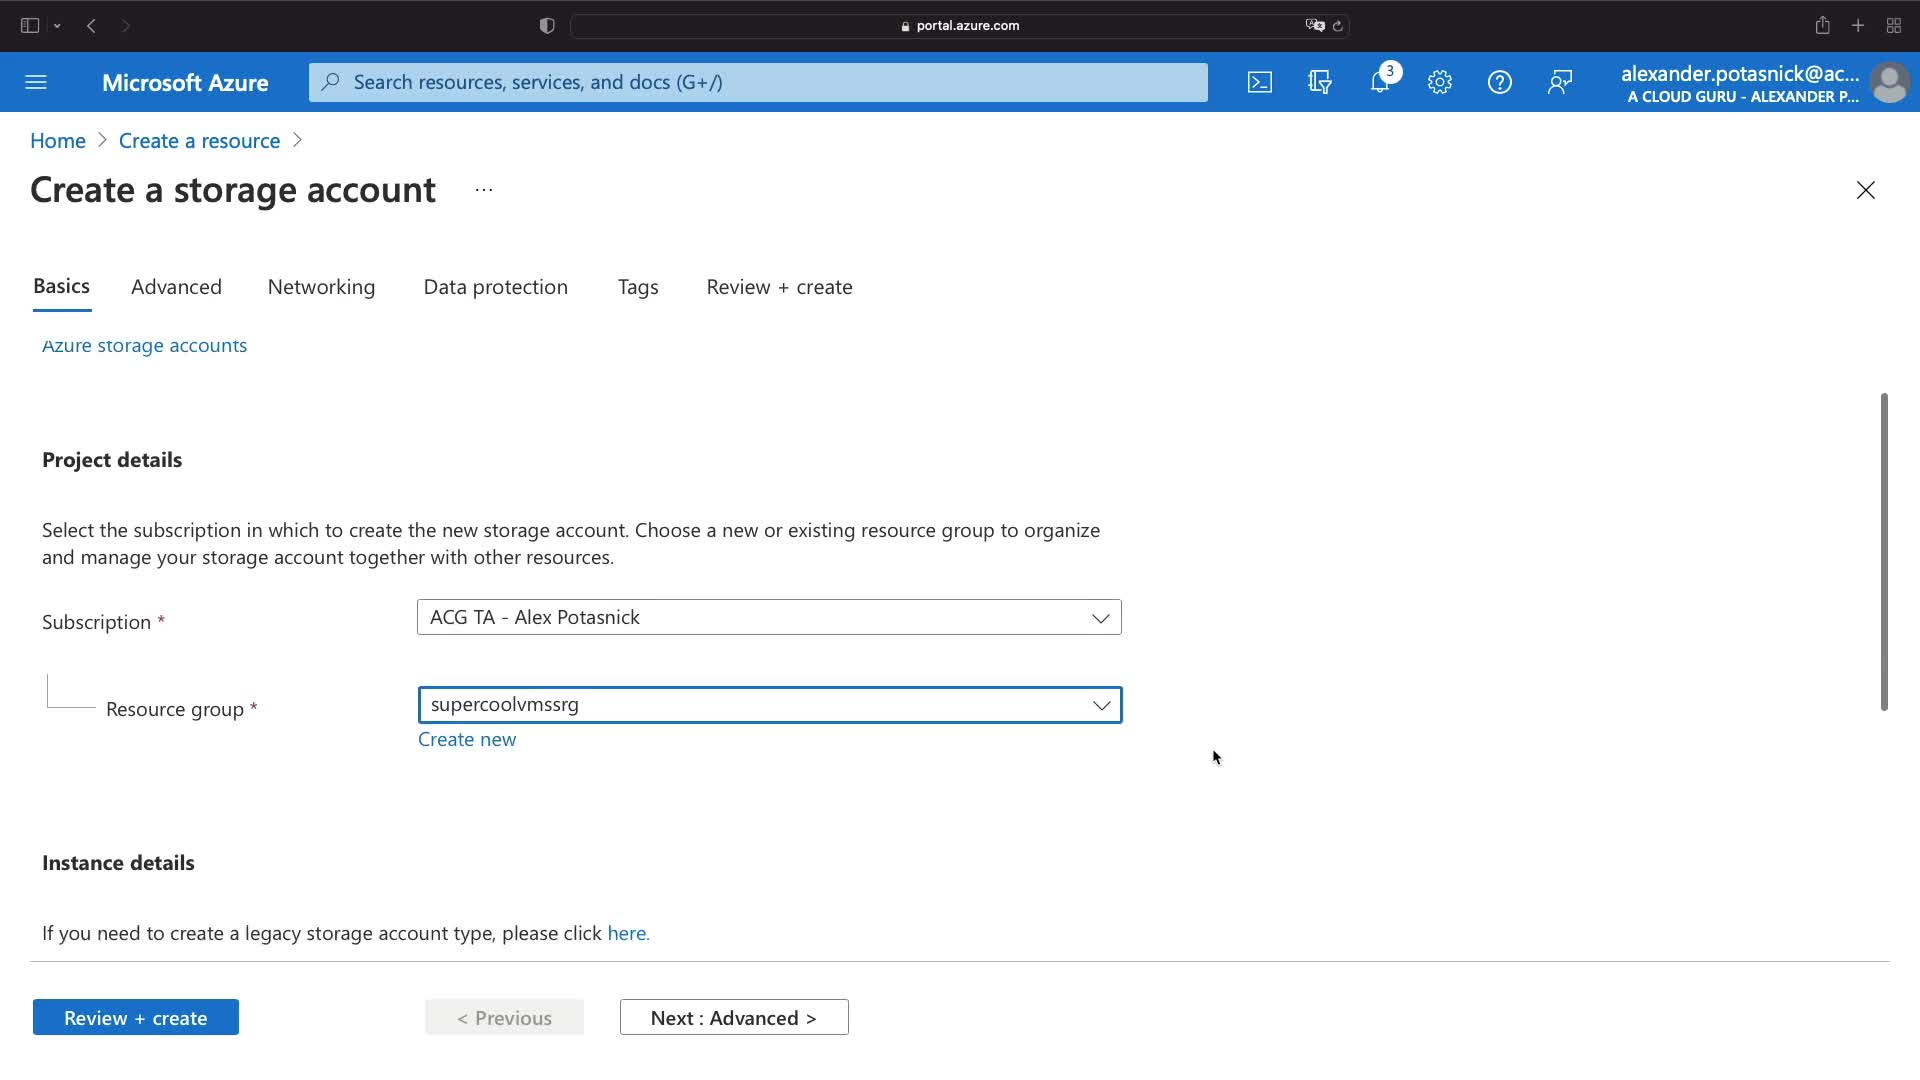 portal.azure.com
Microsoft Azure
Search resources, services, and docs (G+/)
3
alexander.potasnick@ac...
A CLOUD GURU - ALEXANDER P...
Home > Create a resource >
Create a storage account ...
Basics Advanced Networking Data protection Tags Review + create
Azure storage accounts
Project details
Select the subscription in which to create the new storage account. Choose a new or existing resource group to organize
and manage your storage account together with other resources.
Subscription * ACG TA - Alex Potasnick
Resource group * supercoolvmssrg
Create new
Instance details
If you need to create a legacy storage account type, please click here.
Review + create < Previous Next : Advanced >